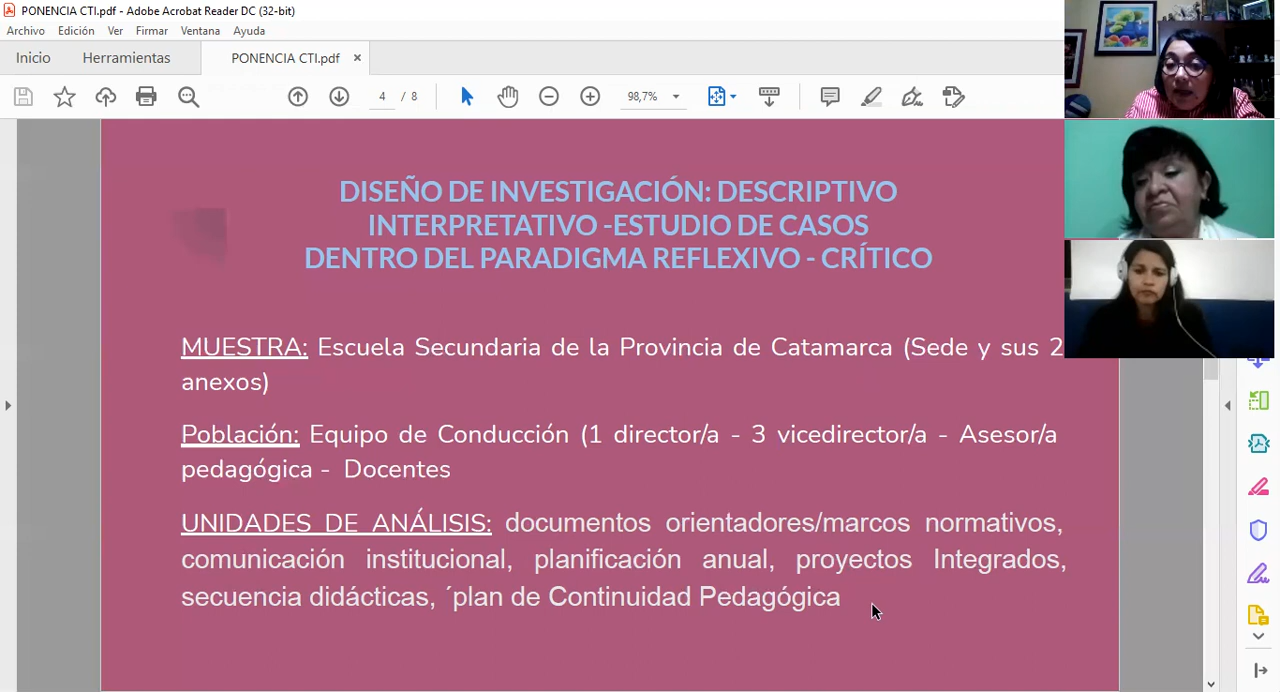 PONENCIA CTI.pdf - Adobe Acrobat Reader DC (32-bit)
Archivo Edición Ver Firmar Ventana Ayuda
Inicio Herramientas PONENCIA CTI.pdf ×
4 / 8 98,7%
DISEÑO DE INVESTIGACIÓN: DESCRIPTIVO
INTERPRETATIVO -ESTUDIO DE CASOS
DENTRO DEL PARADIGMA REFLEXIVO - CRÍTICO
MUESTRA: Escuela Secundaria de la Provincia de Catamarca (Sede y sus 2
anexos)
Población: Equipo de Conducción (1 director/a - 3 vicedirector/a - Asesor/a
pedagógica - Docentes
UNIDADES DE ANÁLISIS: documentos orientadores/marcos normativos,
comunicación institucional, planificación anual, proyectos Integrados,
secuencia didácticas, ´plan de Continuidad Pedagógica